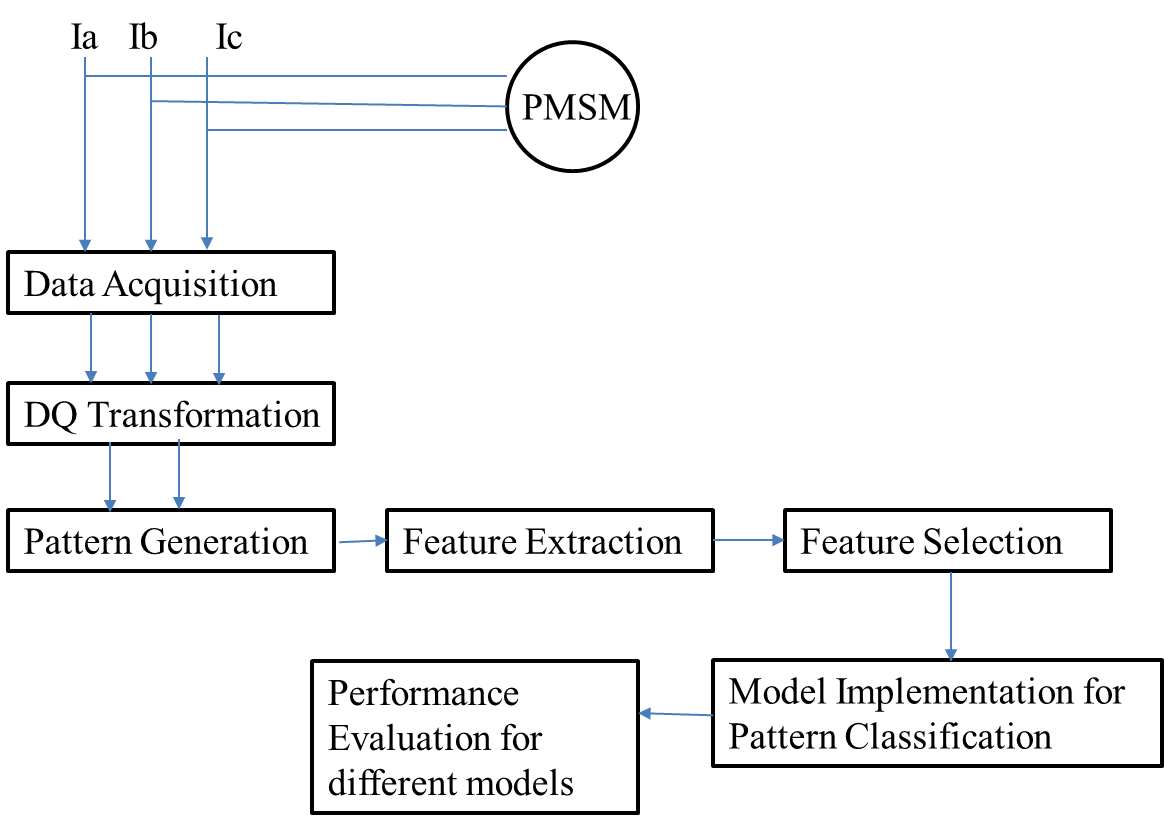 Ia Ib Ic
PMSM
Data Acquisition
DQ Transformation
Pattern Generation
Feature Extraction
Feature Selection
Model Implementation for
Pattern Classification
Performance
Evaluation for
different models